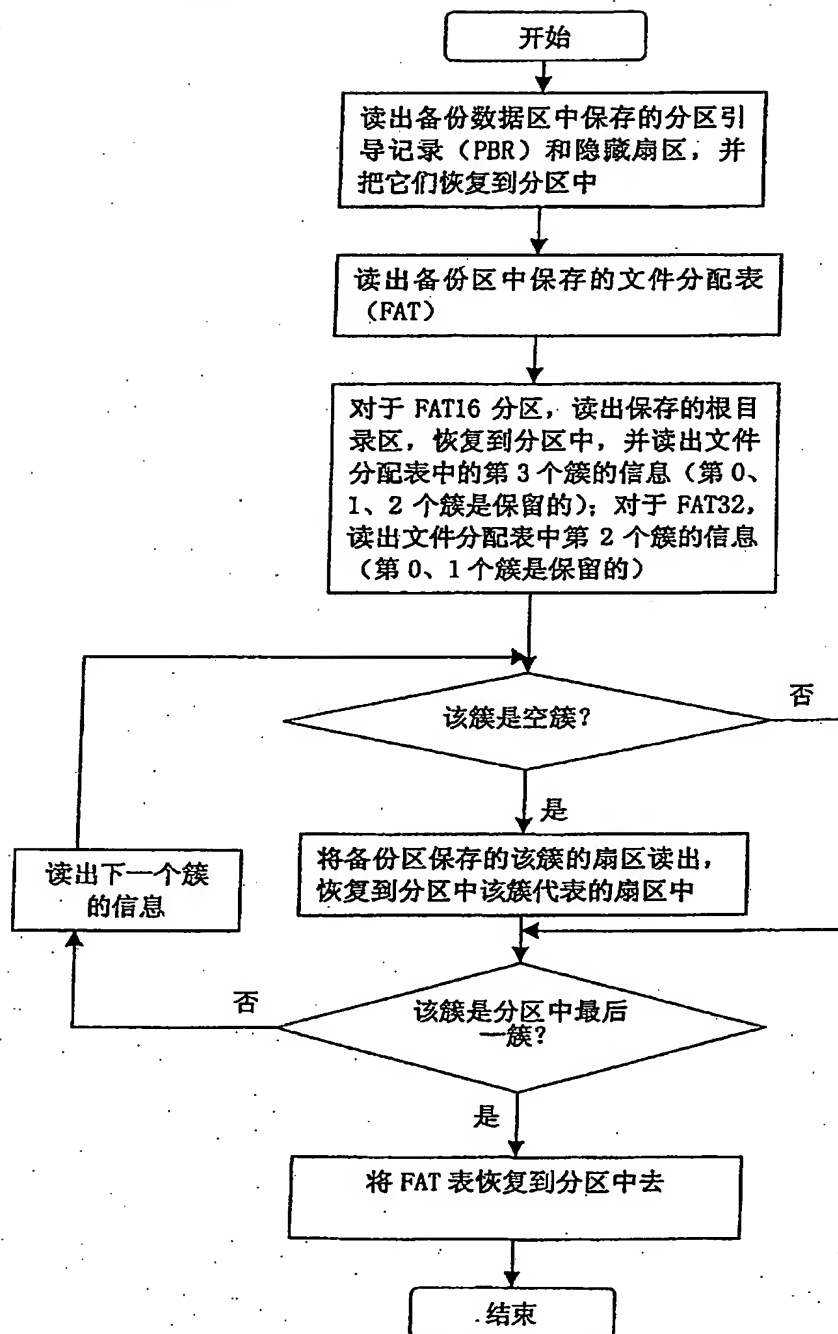 开始
读出备份数据区中保存的分区引
导记录（PBR）和隐藏扇区，并
把它们恢复到分区中
读出备份区中保存的文件分配表
（FAT）
对于 FAT16 分区，读出保存的根目
录区，恢复到分区中，并读出文件
分配表中的第 3 个簇的信息（第 0、
1、2 个簇是保留的）；对于 FAT32，
读出文件分配表中第 2 个簇的信息
（第 0、1 个簇是保留的）
该簇是空簇？
否
是
将备份区保存的该簇的扇区读出，
恢复到分区中该簇代表的扇区中
读出下一个簇
的信息
否
该簇是分区中最后
一簇？
是
将 FAT 表恢复到分区中去
结束